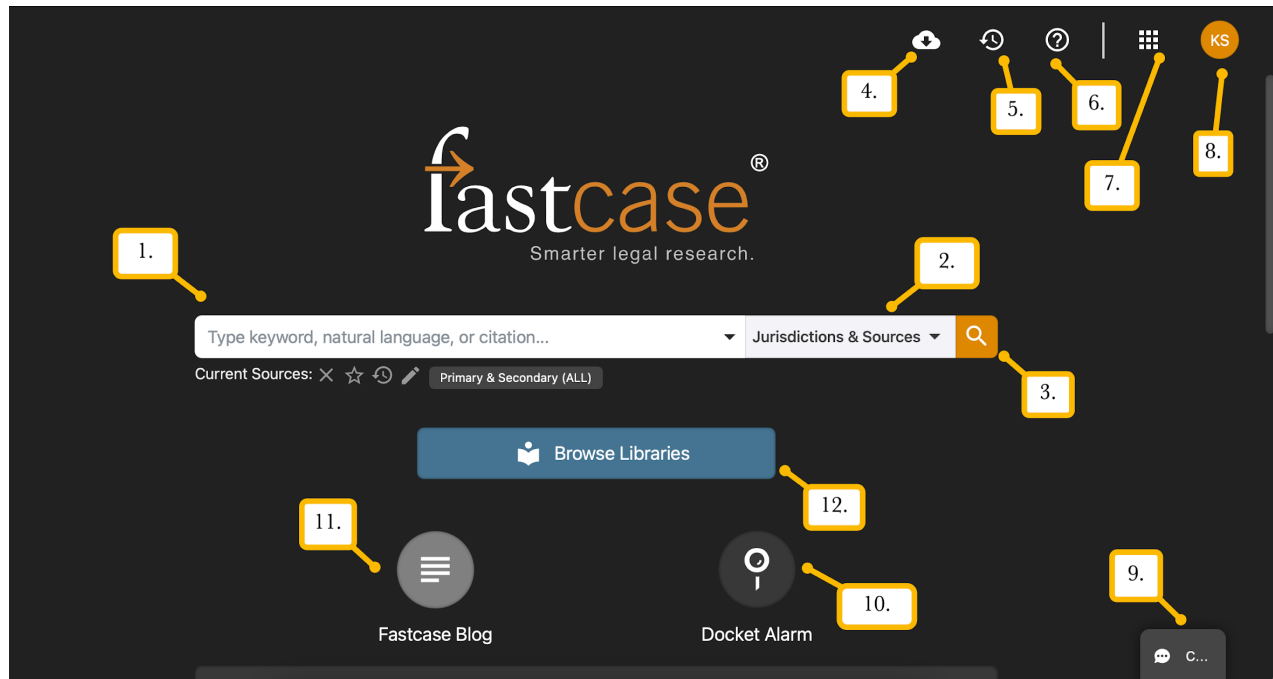 KS
4.
5.
6.
7.
8.
fastcase®
Smarter legal research.
1.
2.
Type keyword, natural language, or citation...
Jurisdictions & Sources
3.
Current Sources:
Primary & Secondary (ALL)
Browse Libraries
12.
11.
10.
9.
Fastcase Blog
Docket Alarm
C...